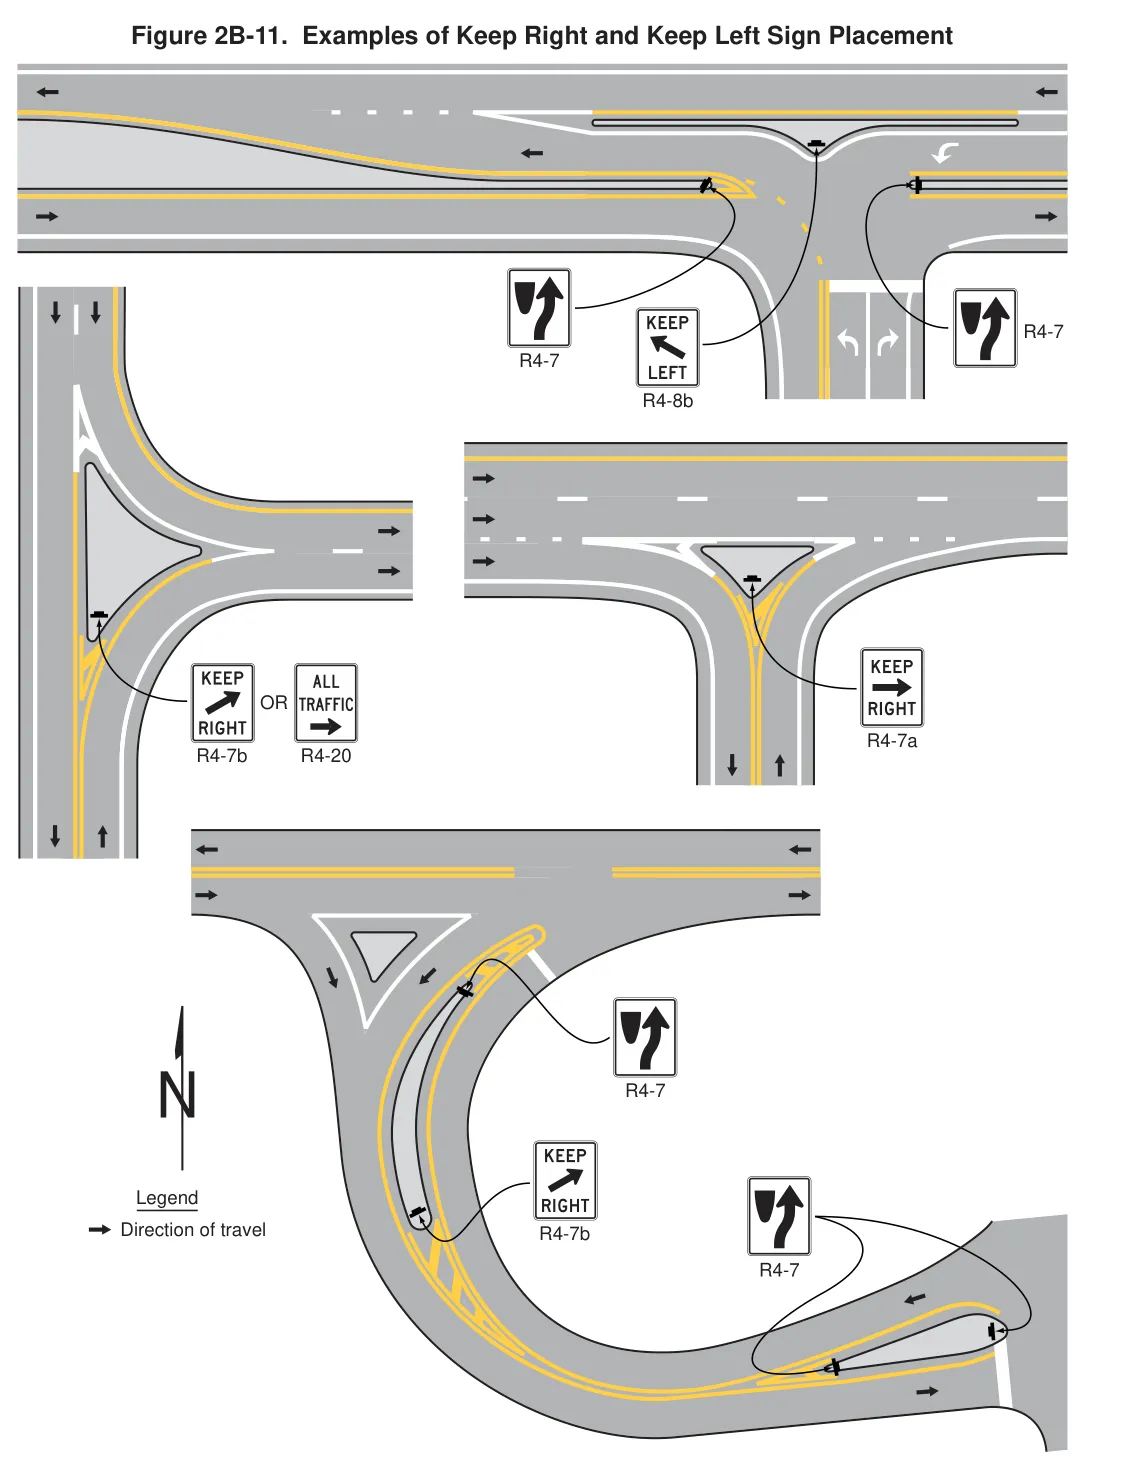 Figure 2B-11. Examples of Keep Right and Keep Left Sign Placement
R4-7
KEEP
LEFT
R4-8b
R4-7
KEEP
RIGHT
R4-7b
OR
ALL
TRAFFIC
R4-20
KEEP
RIGHT
R4-7a
R4-7
KEEP
RIGHT
R4-7b
R4-7
N
Legend
Direction of travel